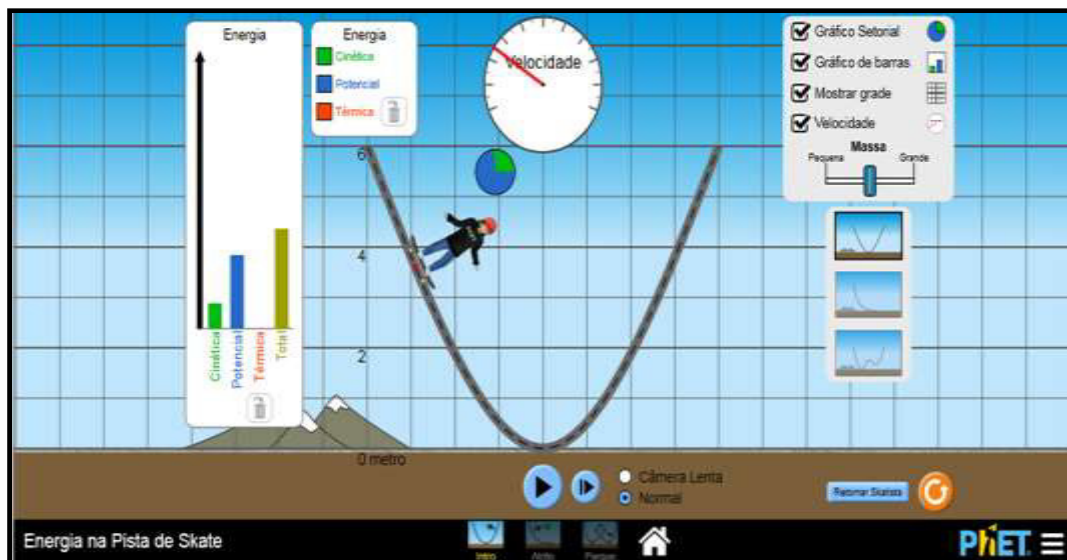 Energia
Cinética
Potencial
Térmica
Total
Energia
Cinética
Potencial
Térmica
Velocidade
Gráfico Setorial
Gráfico de barras
Mostrar grade
Velocidade
Massa
Pequena
Grande
6
4
2
0 metro
Câmera Lenta
Normal
Retornar Skatista
Energia na Pista de Skate
Intro
Atrito
Parque
PhET